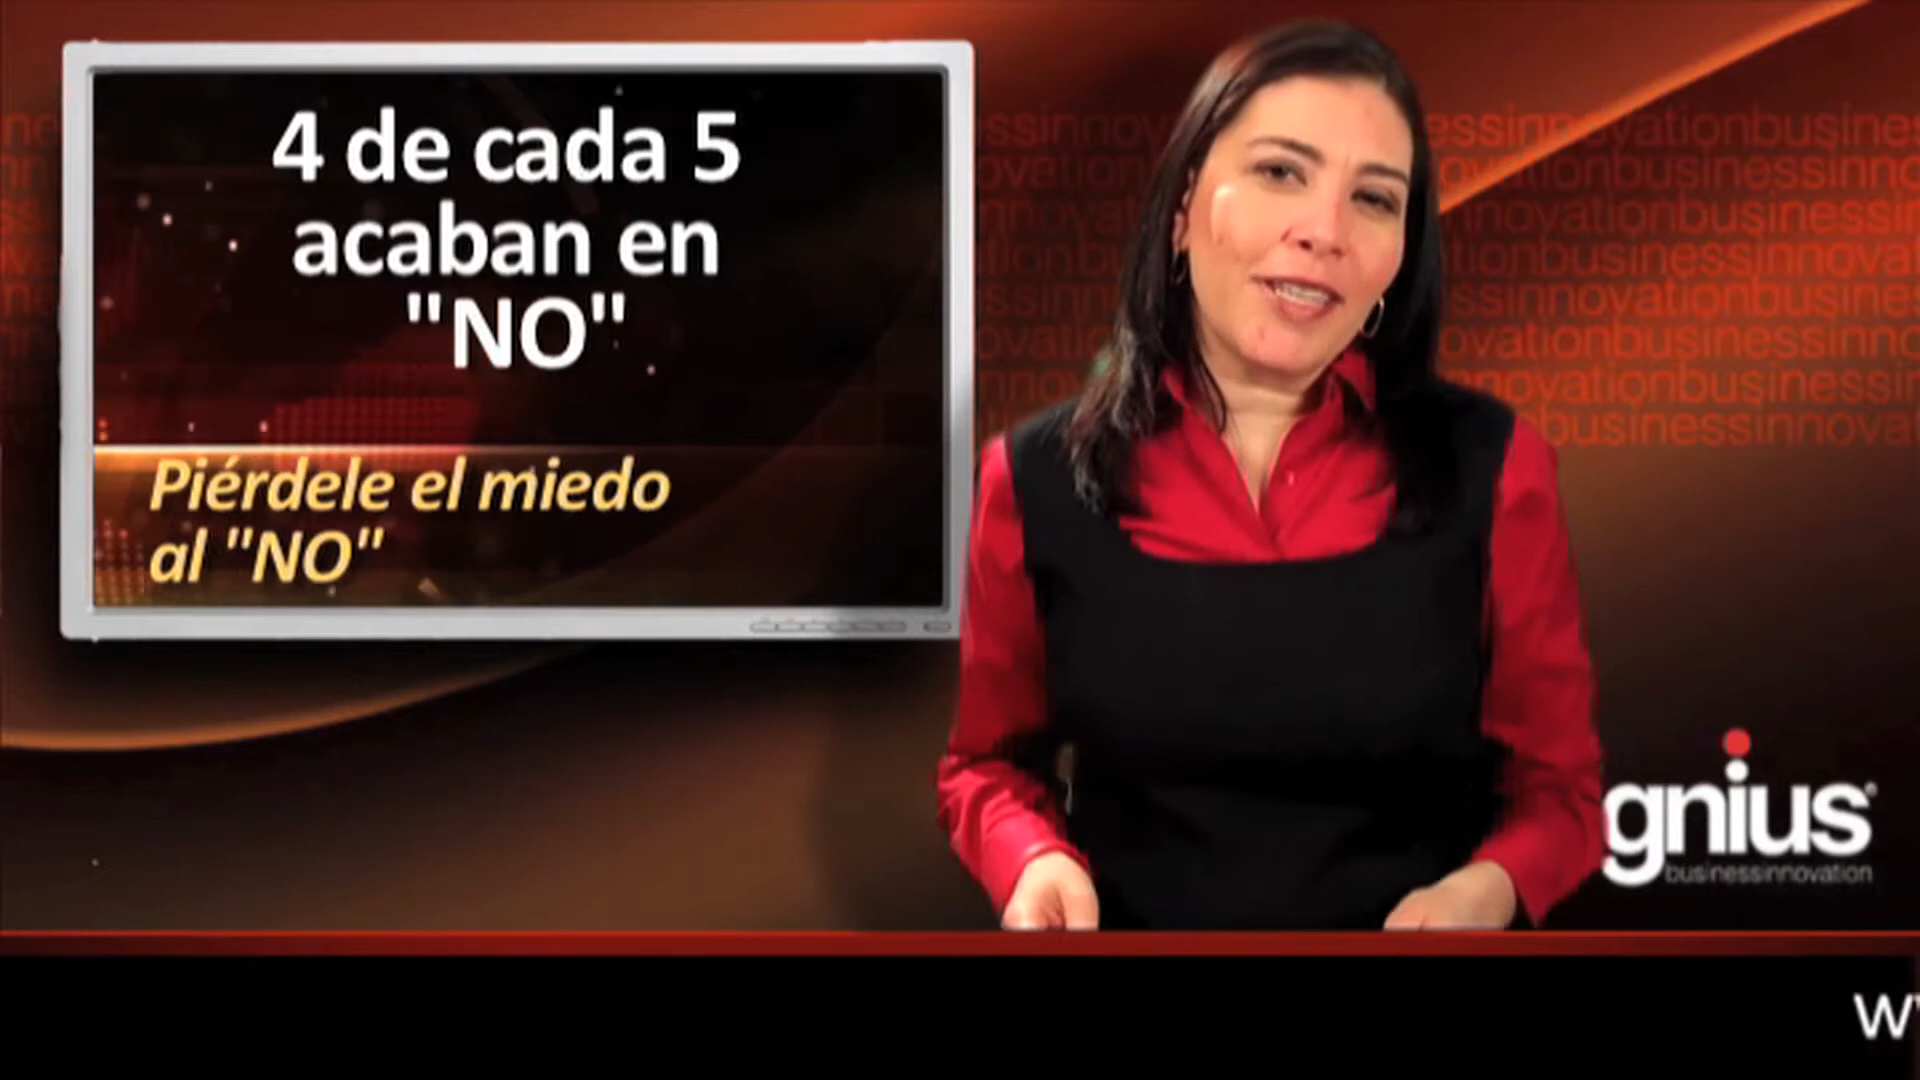 4 de cada 5
acaban en
"NO"
Piérdele el miedo
al "NO"
gnius®
businessinnovation